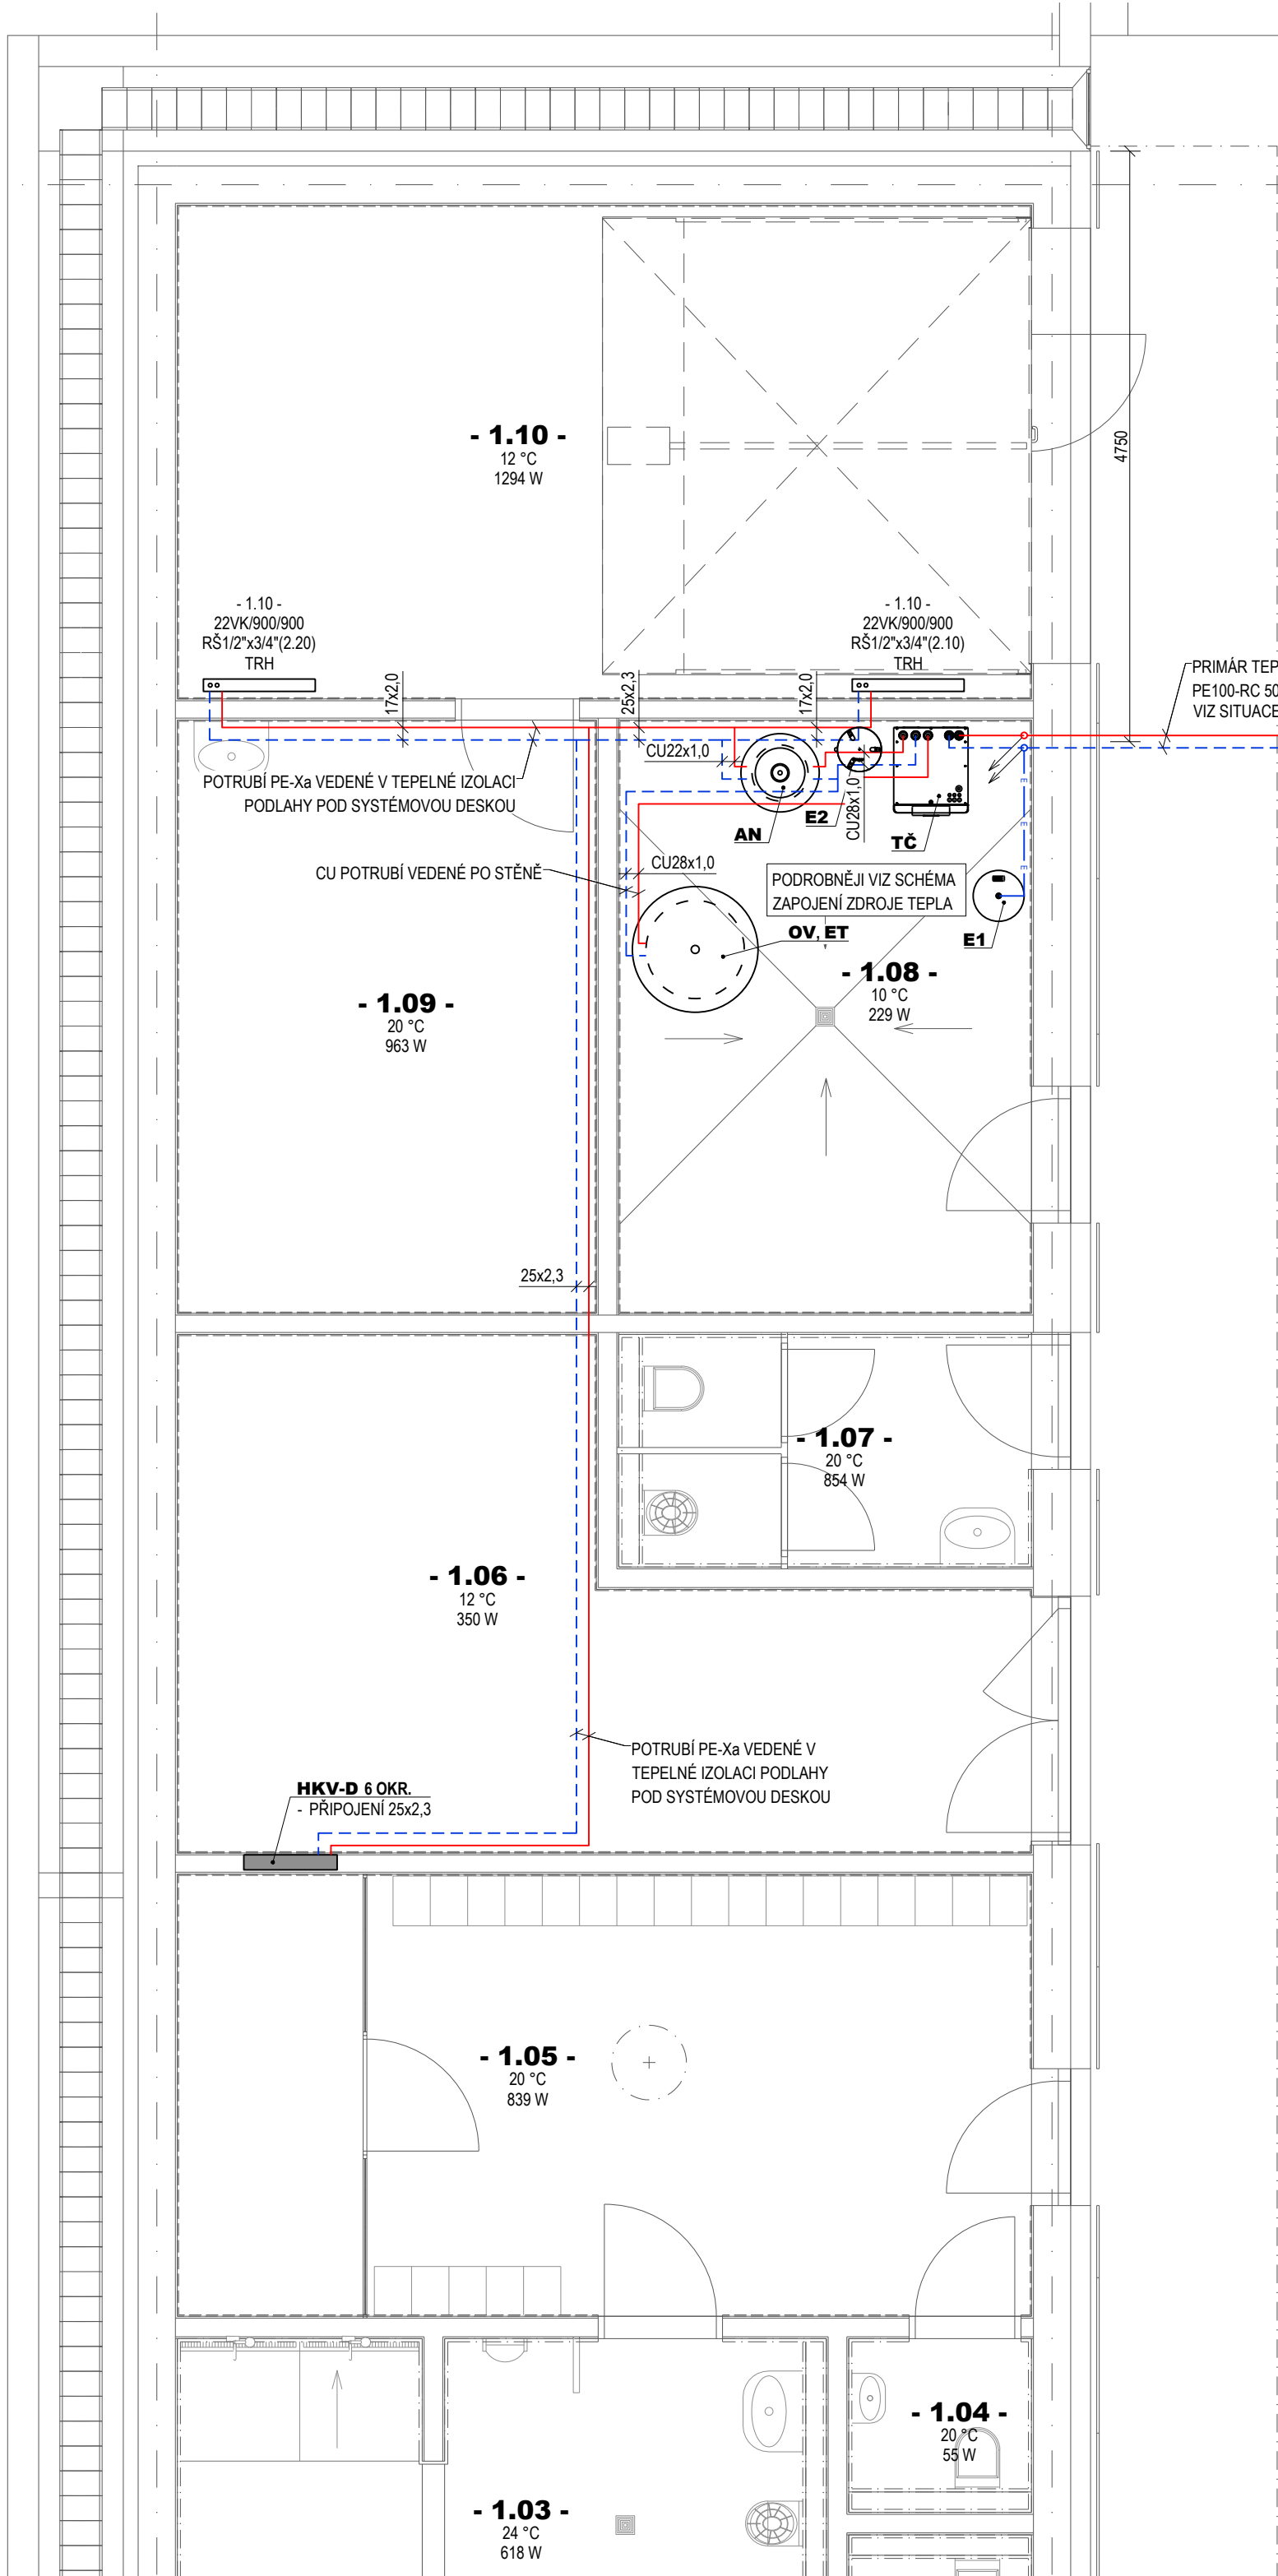 - 1.10 -
12 °C
1294 W
4750
- 1.10 -
22VK/900/900
RŠ1/2"x3/4"(2.20)
TRH
- 1.10 -
22VK/900/900
RŠ1/2"x3/4"(2.10)
TRH
17x2,0
25x2,3
17x2,0
PRIMÁR TEP
PE100-RC 50
VIZ SITUACE
CU22x1,0
POTRUBÍ PE-Xa VEDENÉ V TEPELNÉ IZOLACI
PODLAHY POD SYSTÉMOVOU DESKOU
AN
E2
CU28x1,0
TČ
CU POTRUBÍ VEDENÉ PO STĚNĚ
CU28x1,0
PODROBNĚJI VIZ SCHÉMA
ZAPOJENÍ ZDROJE TEPLA
OV, ET
E1
- 1.08 -
10 °C
229 W
- 1.09 -
20 °C
963 W
25x2,3
- 1.07 -
20 °C
854 W
- 1.06 -
12 °C
350 W
POTRUBÍ PE-Xa VEDENÉ V
TEPELNÉ IZOLACI PODLAHY
POD SYSTÉMOVOU DESKOU
HKV-D 6 OKR.
- PŘIPOJENÍ 25x2,3
- 1.05 -
20 °C
839 W
- 1.04 -
20 °C
55 W
- 1.03 -
24 °C
618 W